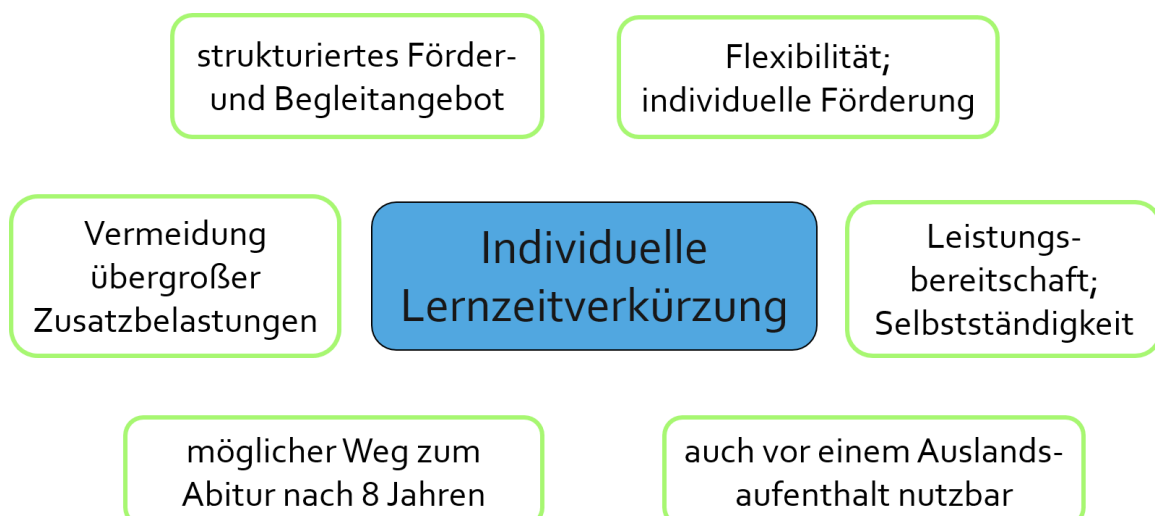 strukturiertes Förder-
und Begleitangebot
Flexibilität;
individuelle Förderung
Vermeidung
übergroßer
Zusatzbelastungen
Individuelle
Lernzeitverkürzung
Leistungs-
bereitschaft;
Selbstständigkeit
möglicher Weg zum
Abitur nach 8 Jahren
auch vor einem Auslands-
aufenthalt nutzbar